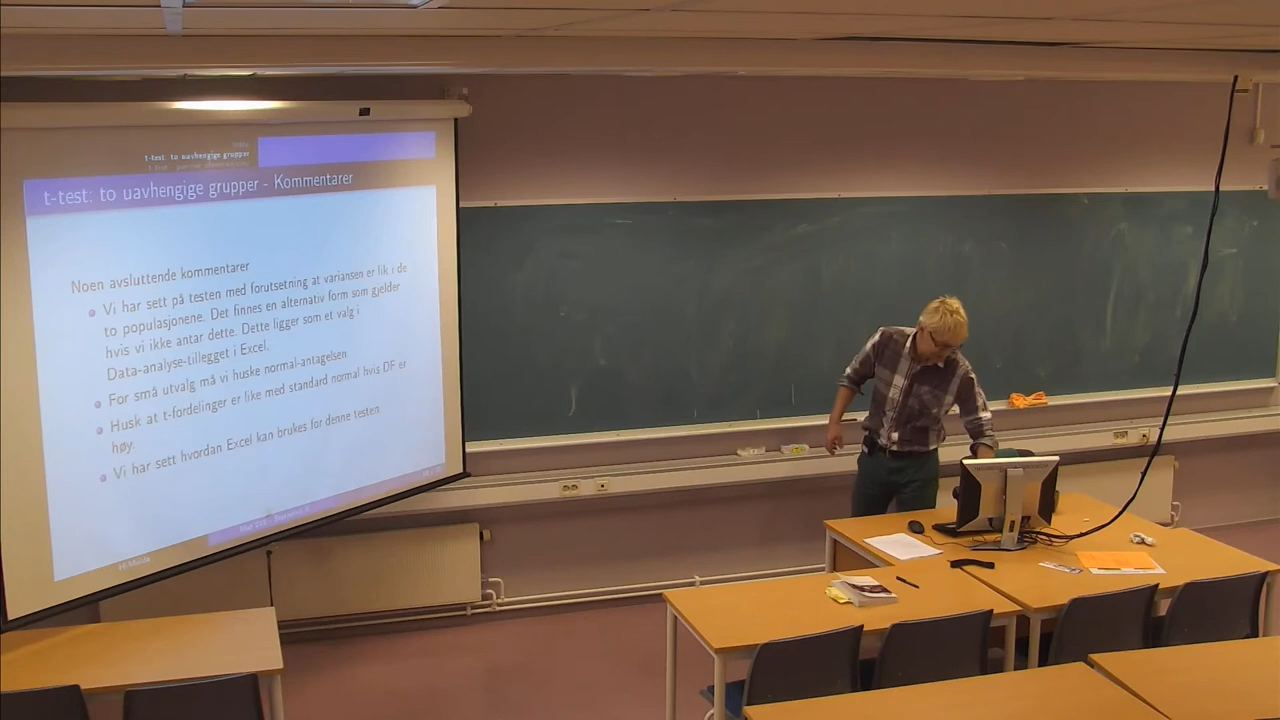 t-test: to uavhengige grupper
t-test: to uavhengige grupper - Kommentarer
Noen avsluttende kommentarer
Vi har sett på testen med forutsetning at variansen er lik i de
to populasjonene. Det finnes en alternativ form som gjelder
hvis vi ikke antar dette. Dette ligger som et valg i
Data-analyse-tillegget i Excel.
For små utvalg må vi huske normal-antagelsen
Husk at t-fordelinger er like med standard normal hvis DF er
høy.
Vi har sett hvordan Excel kan brukes for denne testen.
HiMolde